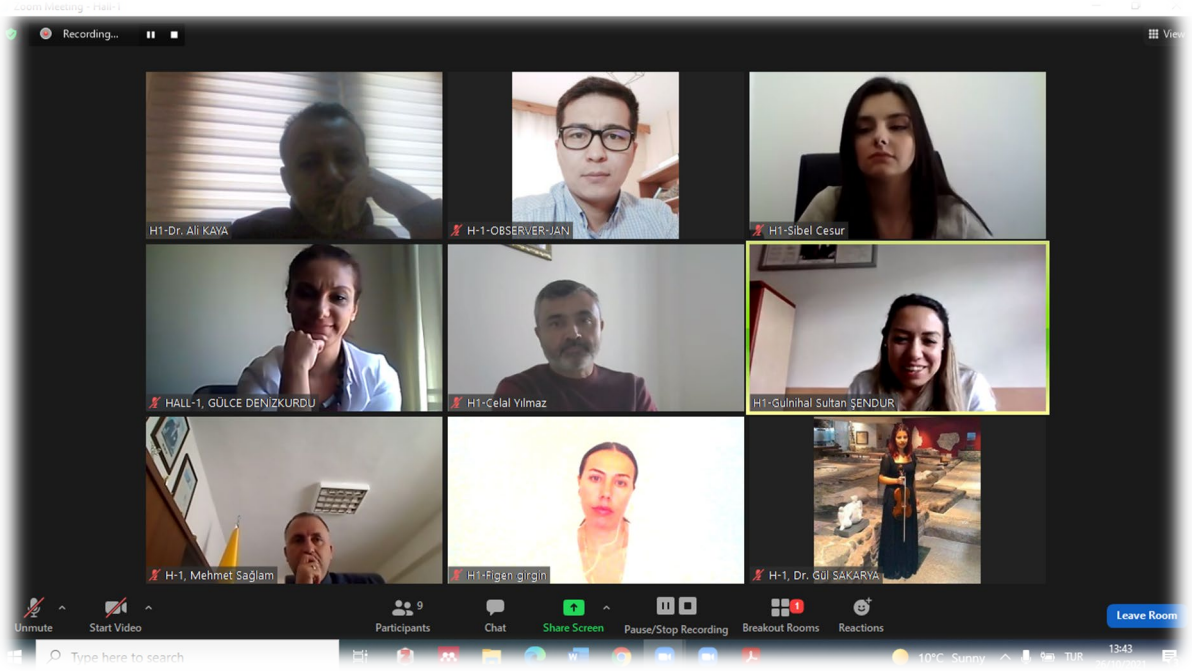 Zoom Meeting - Hall-1
Recording...
View
H1-Dr. Ali KAYA
H-1-OBSERVER-JAN
H1-Sibel Cesur
HALL-1, GÜLCE DENİZKURDU
H1-Celal Yılmaz
H1-Gülnihal Sultan ŞENDUR
H-1, Mehmet Sağlam
H1-Figen girgin
H-1, Dr. Gül SAKARYA
Unmute
Start Video
Participants
9
Chat
Share Screen
Pause/Stop Recording
Breakout Rooms
1
Reactions
Leave Room
Type here to search
10°C Sunny
TUR
13:43